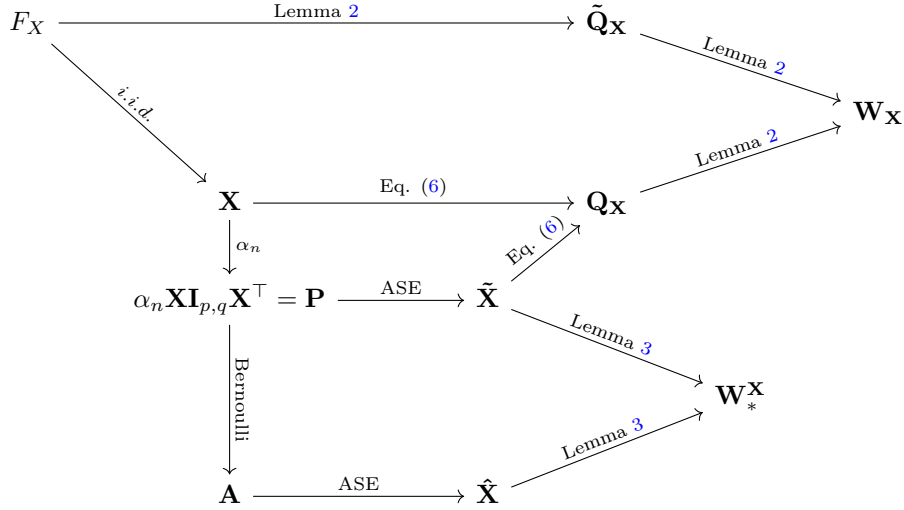 F_X Lemma 2 Q̃_X
Lemma 2
i.i.d.
W_X
Lemma 2
X Eq. (6) Q_X
α_n
Eq. (6)
α_n X I_{p,q} X^⊤ = P ASE X̃
Lemma 3
Bernoulli
W_*^X
Lemma 3
A ASE X̂